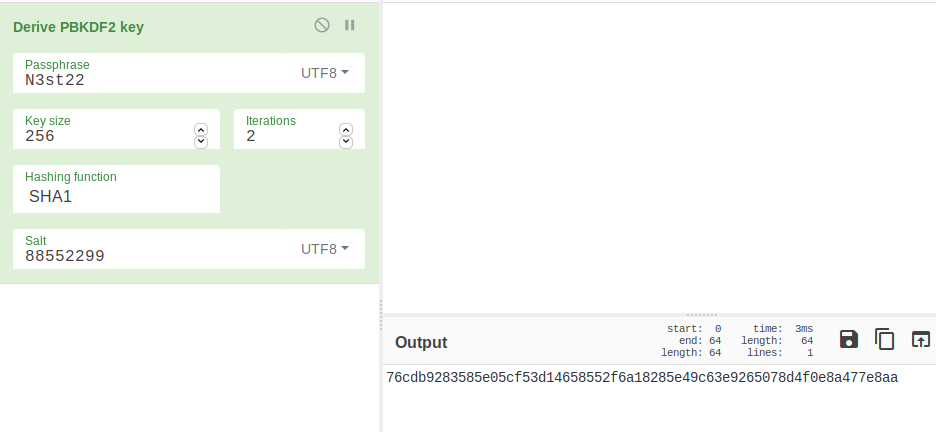 Derive PBKDF2 key
Passphrase
N3st22
UTF8
Key size
256
Iterations
2
Hashing function
SHA1
Salt
88552299
UTF8
Output
start: 0
end: 64
length: 64
time: 3ms
length: 64
lines: 1
76cdb9283585e05cf53d14658552f6a18285e49c63e9265078d4f0e8a477e8aa